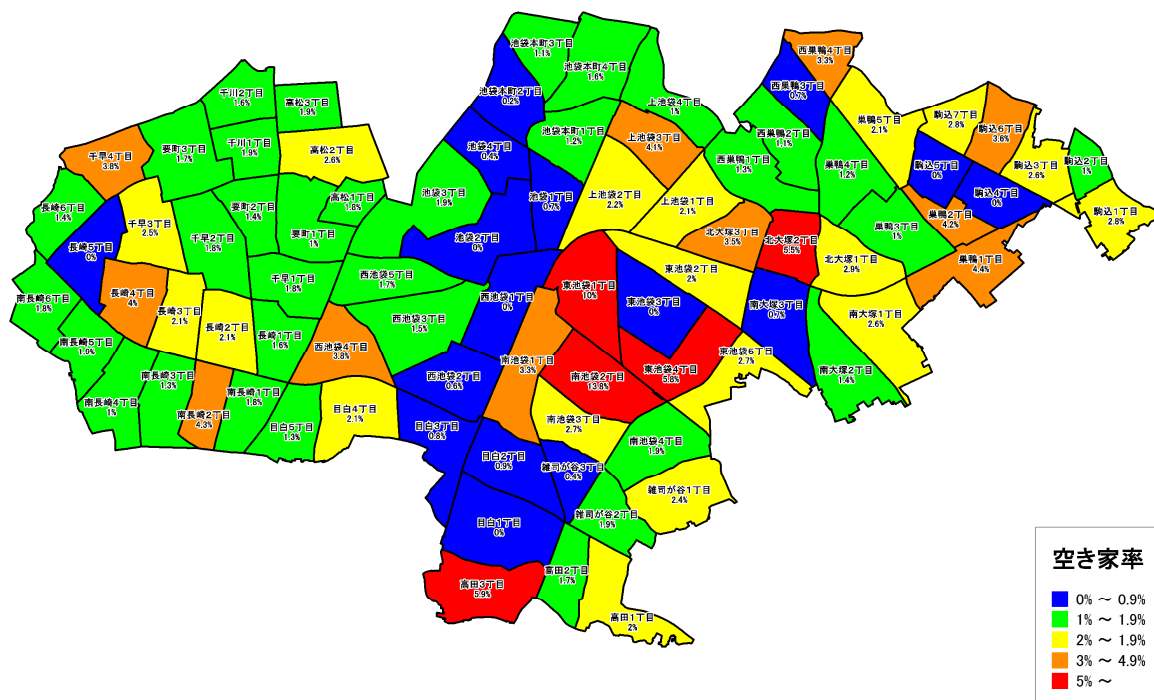 池袋本町3丁目
1.1%
池袋本町4丁目
1.6%
西巣鴨4丁目
3.3%
千川2丁目
1.6%
高松3丁目
1.9%
池袋本町2丁目
0.2%
上池袋4丁目
1%
西巣鴨3丁目
0.7%
巣鴨5丁目
2.1%
駒込7丁目
2.8%
駒込6丁目
3.6%
千早4丁目
3.8%
要町3丁目
1.7%
千川1丁目
1.9%
高松2丁目
2.6%
池袋4丁目
0.4%
池袋本町1丁目
1.2%
上池袋3丁目
4.1%
西巣鴨2丁目
1.1%
西巣鴨1丁目
1.3%
巣鴨4丁目
1.2%
駒込5丁目
0%
駒込3丁目
2.6%
駒込2丁目
1%
駒込4丁目
0%
長崎6丁目
1.4%
千早3丁目
2.5%
要町2丁目
1.4%
高松1丁目
1.8%
池袋3丁目
1.9%
池袋1丁目
0.7%
上池袋2丁目
2.2%
上池袋1丁目
2.1%
巣鴨2丁目
4.2%
駒込1丁目
2.8%
長崎5丁目
0%
千早2丁目
1.8%
要町1丁目
1%
池袋2丁目
0%
北大塚3丁目
3.5%
北大塚2丁目
5.5%
巣鴨3丁目
1%
北大塚1丁目
2.9%
巣鴨1丁目
4.4%
南長崎6丁目
1.8%
長崎4丁目
4%
長崎3丁目
2.1%
千早1丁目
1.8%
西池袋5丁目
1.7%
西池袋1丁目
0%
東池袋1丁目
10%
東池袋2丁目
2%
東池袋3丁目
0%
南大塚3丁目
0.7%
南大塚1丁目
2.6%
南長崎5丁目
1.9%
長崎2丁目
2.1%
長崎1丁目
1.6%
西池袋4丁目
3.8%
西池袋3丁目
1.5%
南池袋1丁目
3.3%
東池袋4丁目
5.8%
東池袋6丁目
2.7%
南大塚2丁目
1.4%
南長崎3丁目
1.3%
南長崎4丁目
1%
南長崎2丁目
4.3%
南長崎1丁目
1.8%
西池袋2丁目
0.6%
南池袋2丁目
13.8%
目白5丁目
1.3%
目白4丁目
2.1%
目白3丁目
0.8%
南池袋3丁目
2.7%
南池袋4丁目
1.9%
目白2丁目
0.9%
雑司が谷3丁目
0.4%
雑司が谷1丁目
2.4%
目白1丁目
0%
雑司が谷2丁目
1.9%
高田3丁目
5.9%
高田2丁目
1.7%
高田1丁目
2%
空き家率
0% ～ 0.9%
1% ～ 1.9%
2% ～ 1.9%
3% ～ 4.9%
5% ～